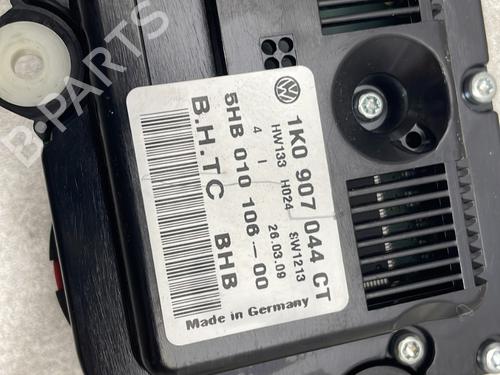 B-PARTS
1K0 907 044 CT
HW133 H024 SW1213
4 I 26.03.09
5HB 010 106-00
B.H.T.C BHB
Made in Germany